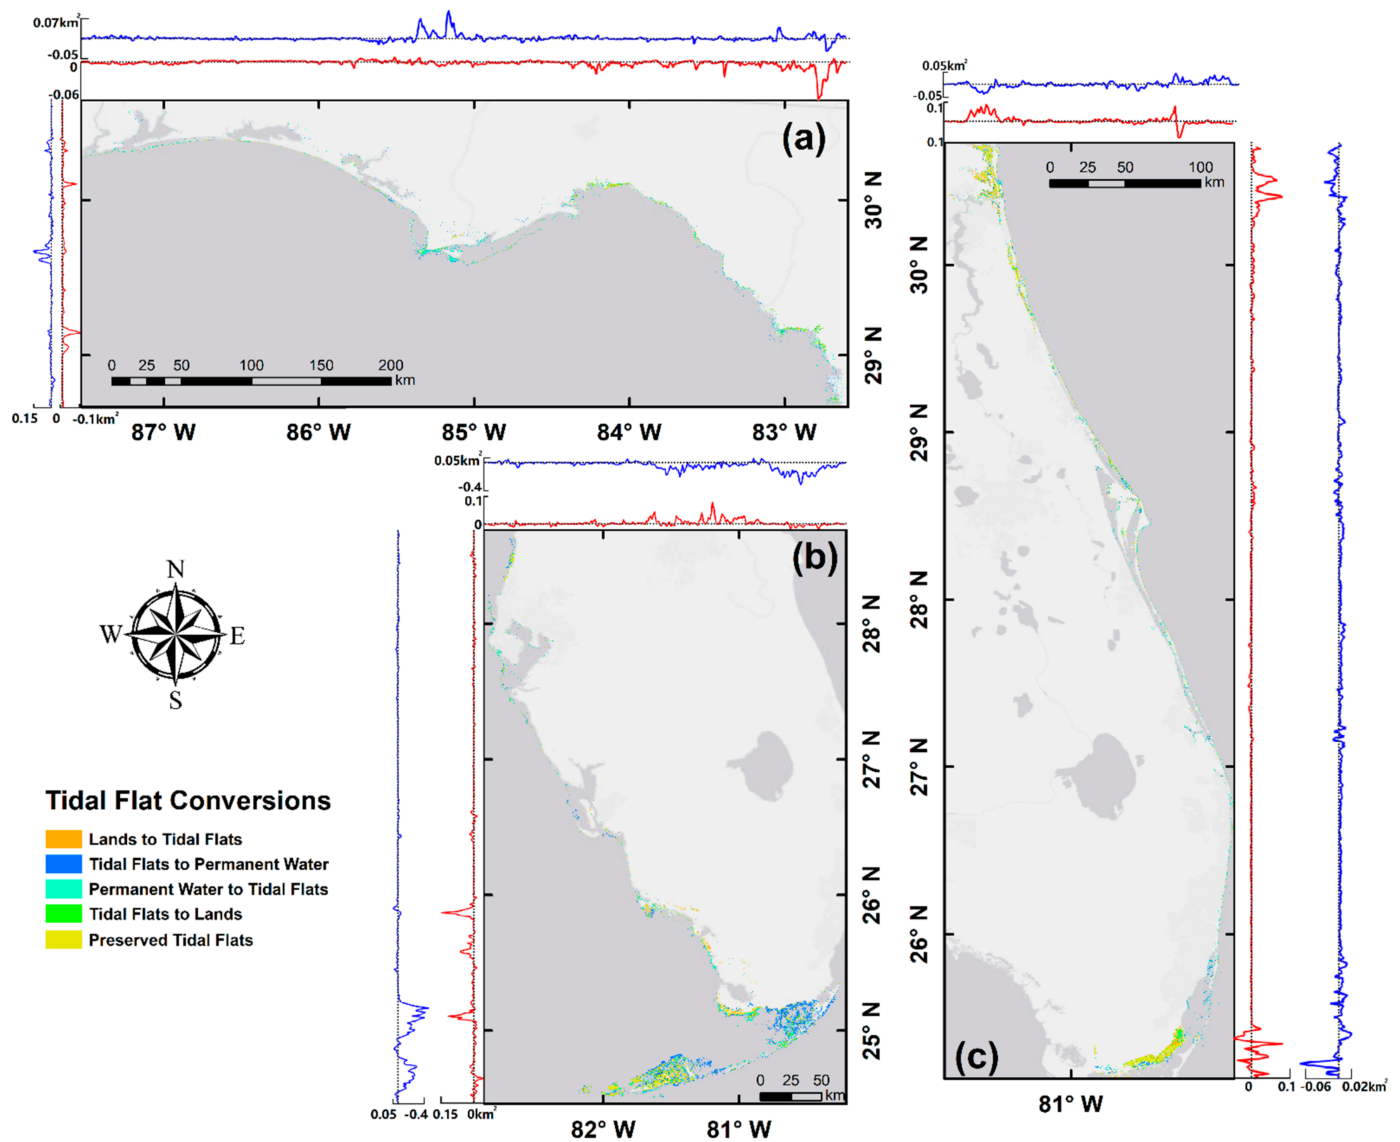 0.07km²
-0.05
0
-0.06
(a)
30° N
29° N
0 25 50 100 150 200
km
0.15 0 -0.1km²
87° W 86° W 85° W 84° W 83° W
0.05km²
-0.4
0.1
0
(b)
28° N
27° N
26° N
25° N
0 25 50
km
0.05 -0.4 0.15 0km²
82° W 81° W
0.05km²
-0.05
0.1
0.1
0 25 50 100
km
30° N
29° N
28° N
27° N
26° N
(c)
0 0.1 -0.06 0.02km²
81° W
N
W E
S
Tidal Flat Conversions
Lands to Tidal Flats
Tidal Flats to Permanent Water
Permanent Water to Tidal Flats
Tidal Flats to Lands
Preserved Tidal Flats